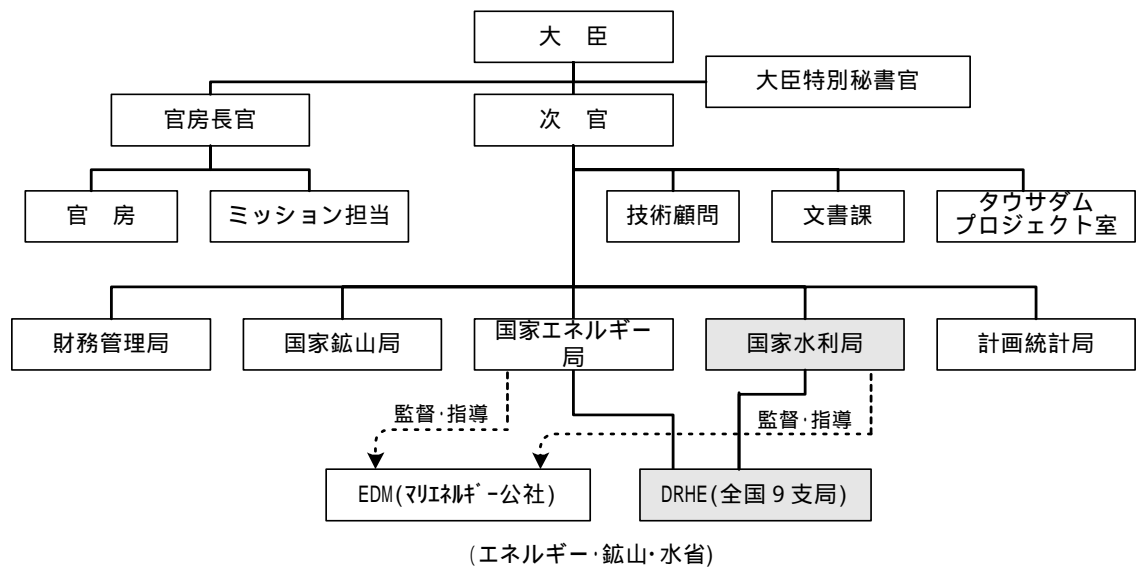 大　臣
大臣特別秘書官
官房長官
次　官
官　房
ミッション担当
技術顧問
文書課
タウサダム
プロジェクト室
財務管理局
国家鉱山局
国家エネルギー
局
国家水利局
計画統計局
監督･指導
監督･指導
EDM(ﾏﾘｴﾈﾙｷﾞｰ公社)
DRHE(全国９支局)
(エネルギー･鉱山･水省)